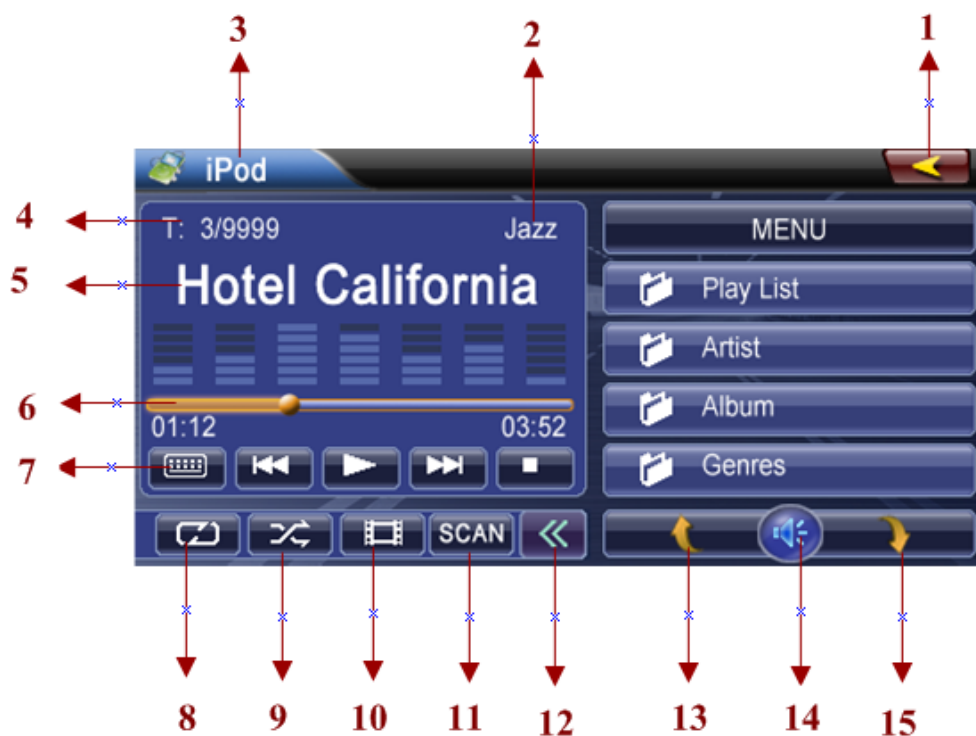 3 2 1
iPod
4 T: 3/9999 Jazz MENU
5 Hotel California Play List
Artist
6 Album
01:12 03:52
7 Genres
SCAN
8 9 10 11 12 13 14 15